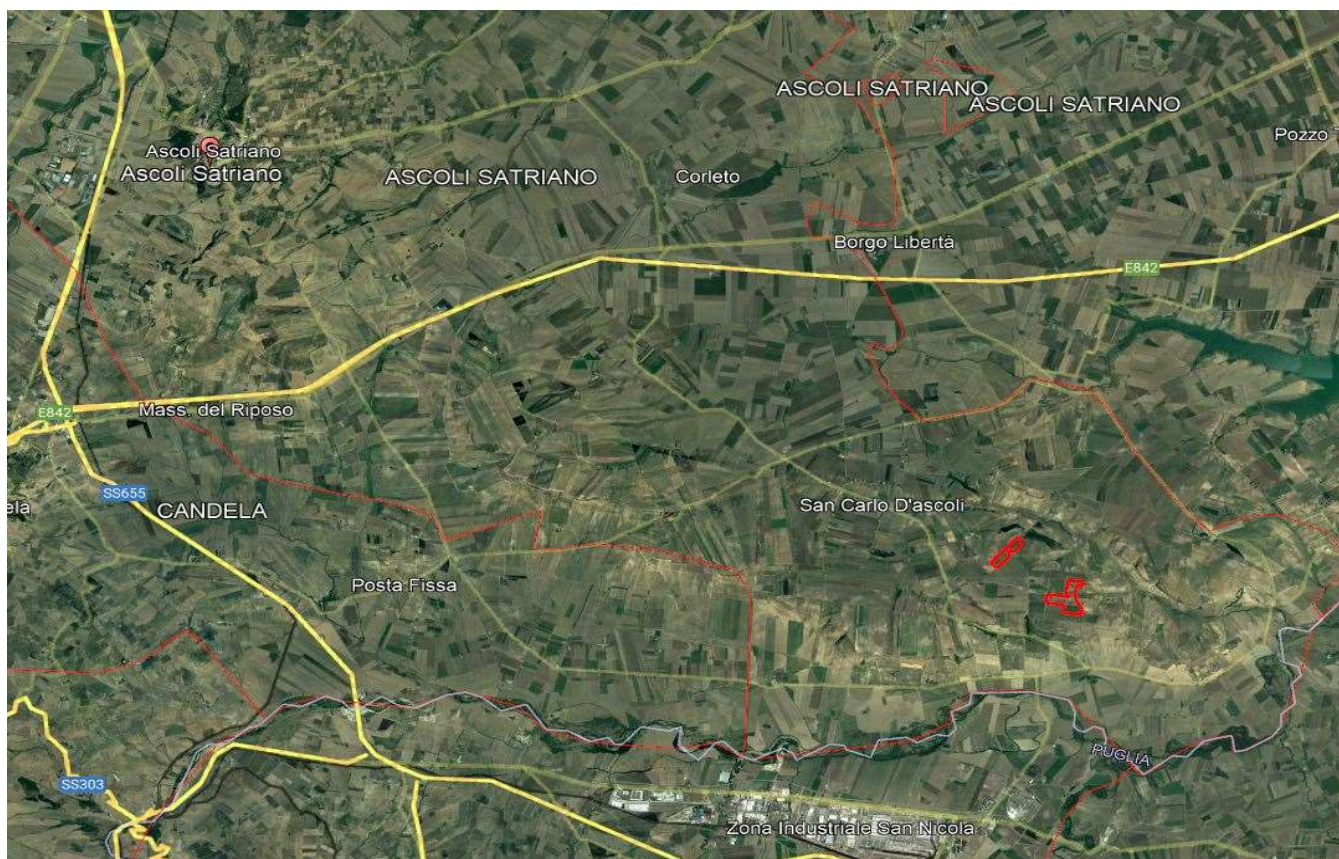 ASCOLI SATRIANO
ASCOLI SATRIANO
Pozzo
Ascoli Satriano
Ascoli Satriano
ASCOLI SATRIANO
Corleto
Borgo Libertà
E842
E842
Mass. del Riposo
SS655
CANDELA
ela
San Carlo D'ascoli
Posta Fissa
PUGLIA
SS303
Zona Industriale San Nicola